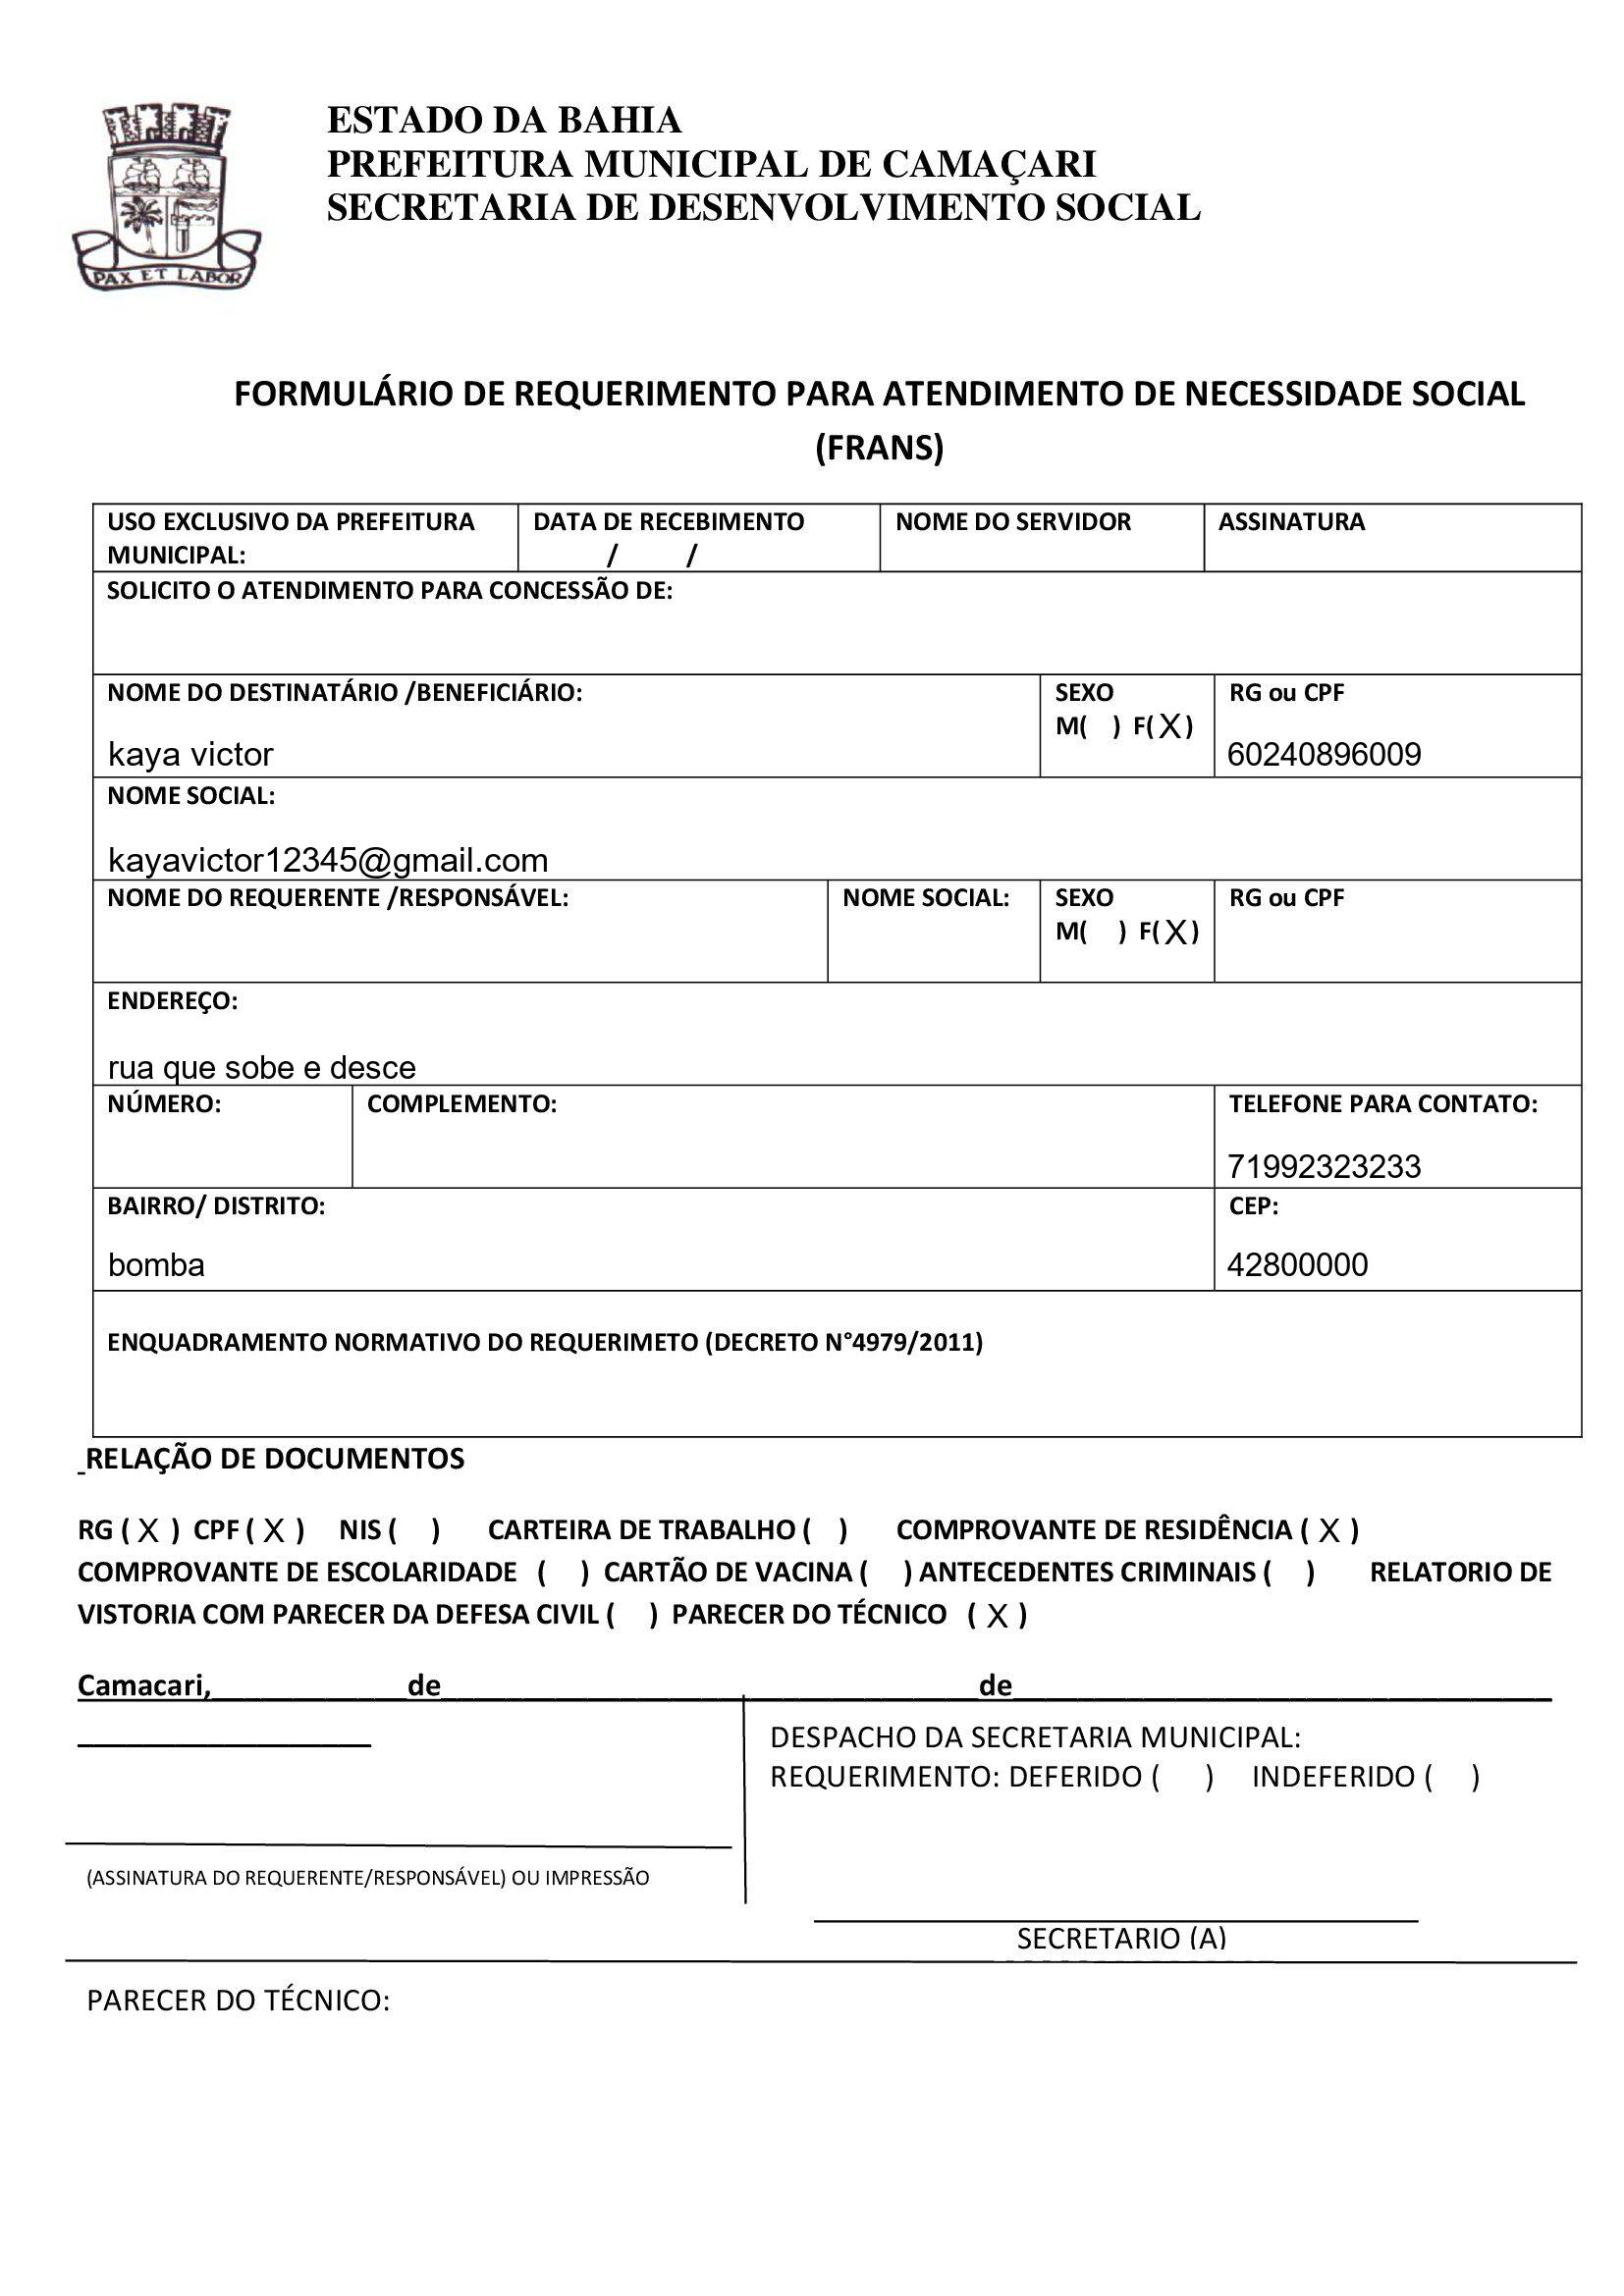 PAX ET LABOR
ESTADO DA BAHIA
PREFEITURA MUNICIPAL DE CAMAÇARI
SECRETARIA DE DESENVOLVIMENTO SOCIAL
FORMULÁRIO DE REQUERIMENTO PARA ATENDIMENTO DE NECESSIDADE SOCIAL
(FRANS)
USO EXCLUSIVO DA PREFEITURA
MUNICIPAL:
DATA DE RECEBIMENTO
/ /
NOME DO SERVIDOR
ASSINATURA
SOLICITO O ATENDIMENTO PARA CONCESSÃO DE:
NOME DO DESTINATÁRIO /BENEFICIÁRIO:
kaya victor
SEXO
M( ) F( X )
RG ou CPF
60240896009
NOME SOCIAL:
kayavictor12345@gmail.com
NOME DO REQUERENTE /RESPONSÁVEL:
NOME SOCIAL:
SEXO
M( ) F( X )
RG ou CPF
ENDEREÇO:
rua que sobe e desce
NÚMERO:
COMPLEMENTO:
TELEFONE PARA CONTATO:
71992323233
BAIRRO/ DISTRITO:
bomba
CEP:
42800000
ENQUADRAMENTO NORMATIVO DO REQUERIMETO (DECRETO N°4979/2011)
RELAÇÃO DE DOCUMENTOS
RG ( X ) CPF ( X ) NIS ( ) CARTEIRA DE TRABALHO ( ) COMPROVANTE DE RESIDÊNCIA ( X )
COMPROVANTE DE ESCOLARIDADE ( ) CARTÃO DE VACINA ( ) ANTECEDENTES CRIMINAIS ( ) RELATORIO DE
VISTORIA COM PARECER DA DEFESA CIVIL ( ) PARECER DO TÉCNICO ( X )
Camacari,____________de_________________________________de_________________________________
__________________
DESPACHO DA SECRETARIA MUNICIPAL:
REQUERIMENTO: DEFERIDO ( ) INDEFERIDO ( )
(ASSINATURA DO REQUERENTE/RESPONSÁVEL) OU IMPRESSÃO
SECRETARIO (A)
PARECER DO TÉCNICO: